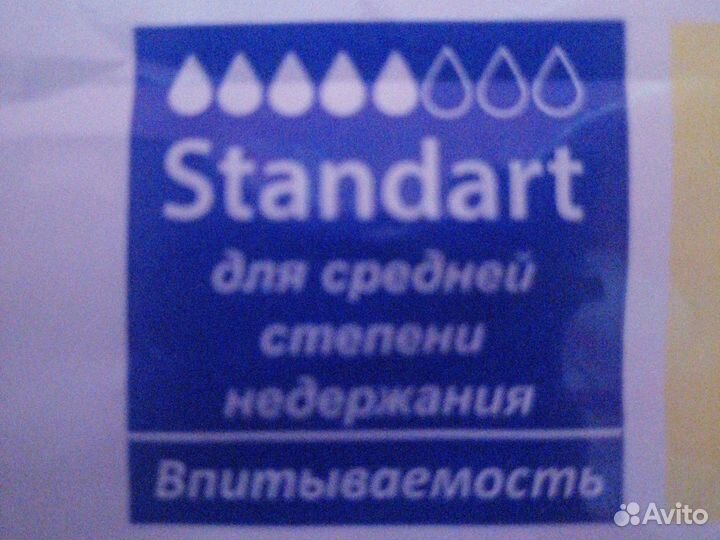 Standart
для средней
степени
недержания
Впитываемость
Avito